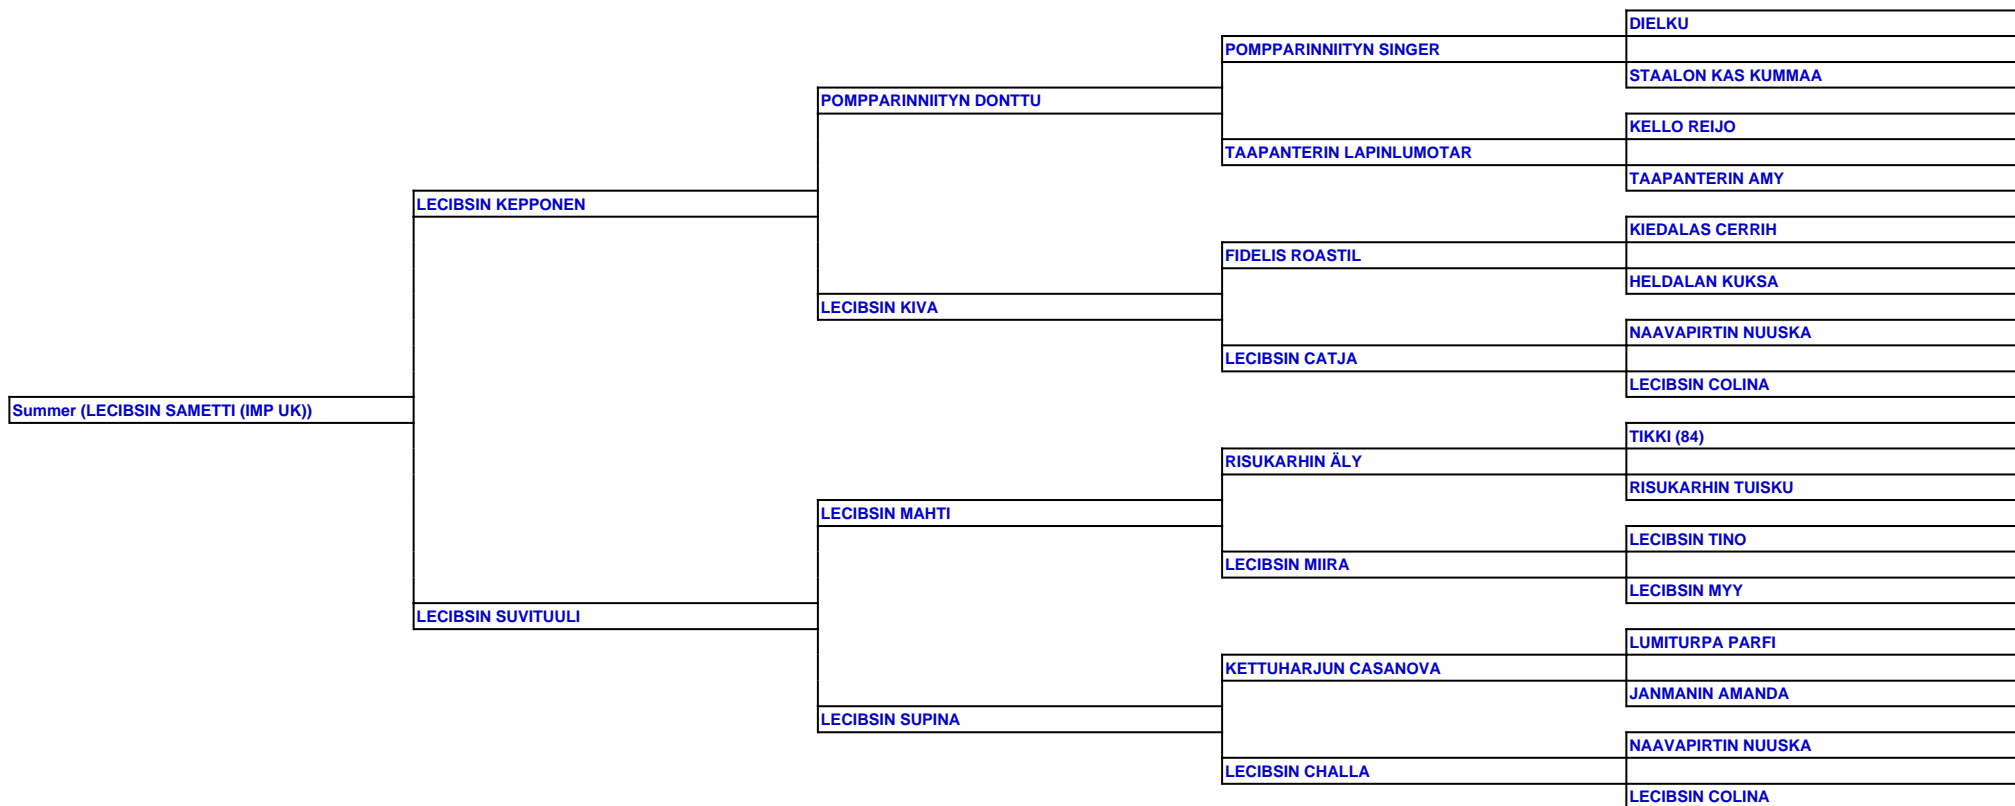 DIELKU
POMPPARINNIITYN SINGER
STAALON KAS KUMMAA
POMPPARINNIITYN DONTTU
KELLO REIJO
TAAPANTERIN LAPINLUMOTAR
TAAPANTERIN AMY
LECIBSIN KEPPONEN
KIEDALAS CERRIH
FIDELIS ROASTIL
HELDALAN KUKSA
LECIBSIN KIVA
NAAVAPIRTIN NUUSKA
LECIBSIN CATJA
LECIBSIN COLINA
Summer (LECIBSIN SAMETTI (IMP UK))
TIKKI (84)
RISUKARHIN ÄLY
RISUKARHIN TUISKU
LECIBSIN MAHTI
LECIBSIN TINO
LECIBSIN MIIRA
LECIBSIN MYY
LECIBSIN SUVITUULI
LUMITURPA PARFI
KETTUHARJUN CASANOVA
JANMANIN AMANDA
LECIBSIN SUPINA
NAAVAPIRTIN NUUSKA
LECIBSIN CHALLA
LECIBSIN COLINA